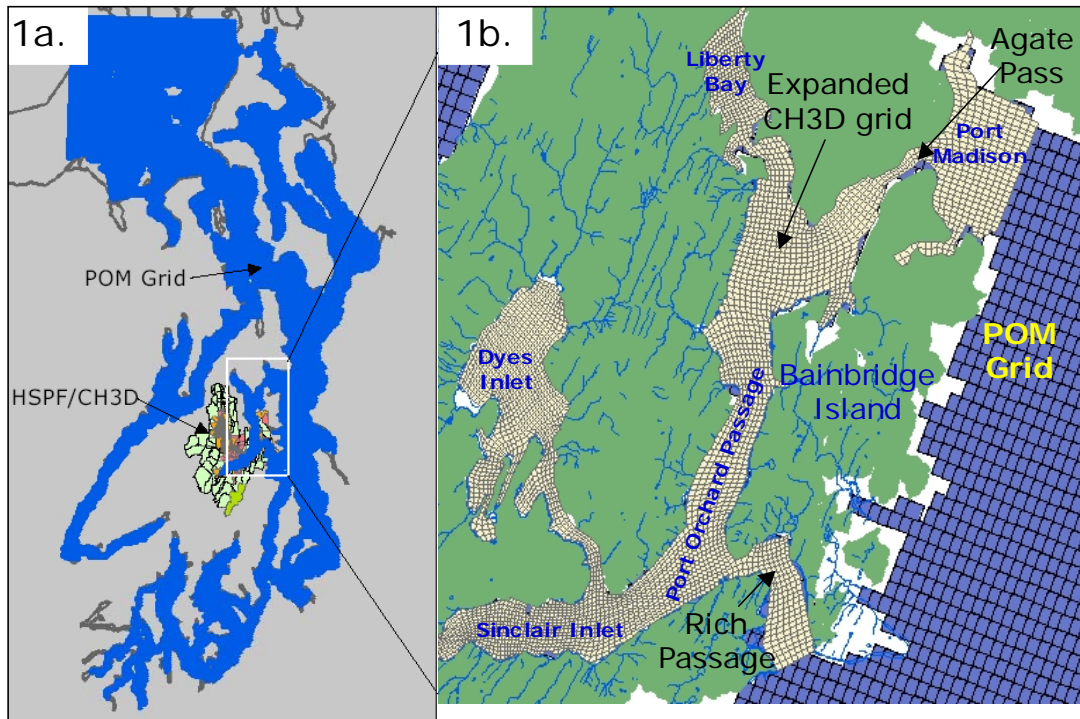 1a.
POM Grid
HSPF/CH3D
1b.
Liberty
Bay
Expanded
CH3D grid
Agate
Pass
Port
Madison
Dyes
Inlet
POM
Grid
Bainbridge
Island
Port Orchard Passage
Sinclair Inlet
Rich
Passage